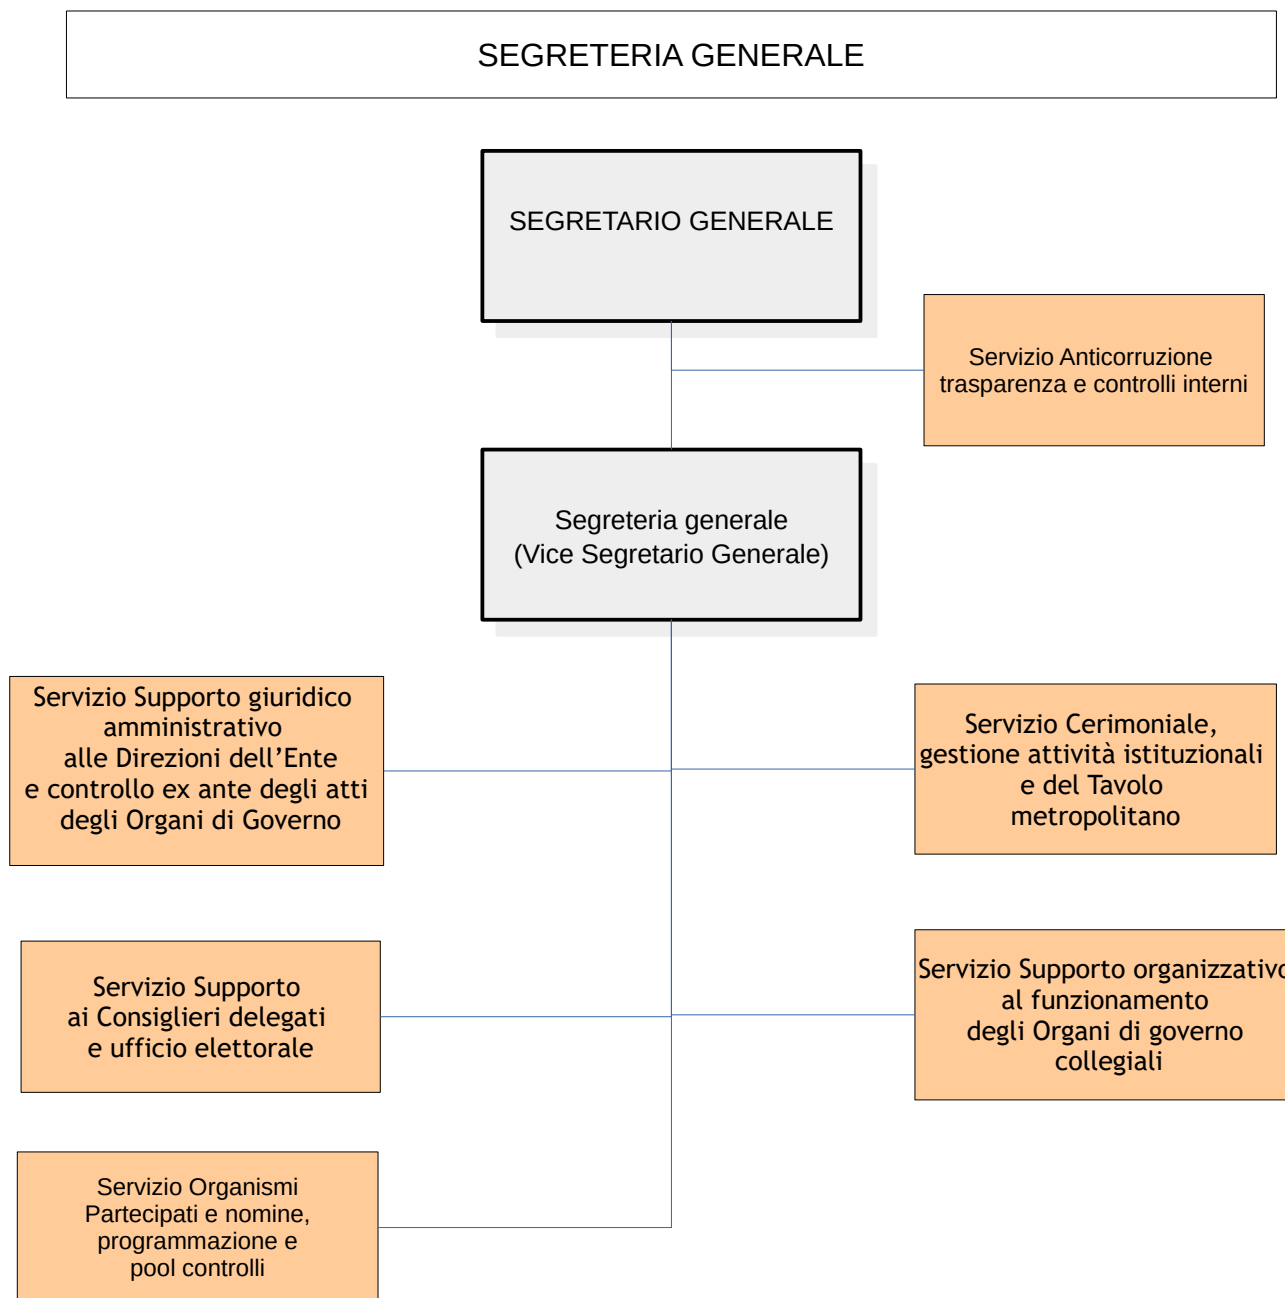 SEGRETERIA GENERALE
SEGRETARIO GENERALE
Servizio Anticorruzione
trasparenza e controlli interni
Segreteria generale
(Vice Segretario Generale)
Servizio Supporto giuridico
amministrativo
alle Direzioni dell’Ente
e controllo ex ante degli atti
degli Organi di Governo
Servizio Cerimoniale,
gestione attività istituzionali
e del Tavolo
metropolitano
Servizio Supporto
ai Consiglieri delegati
e ufficio elettorale
Servizio Supporto organizzativo
al funzionamento
degli Organi di governo
collegiali
Servizio Organismi
Partecipati e nomine,
programmazione e
pool controlli